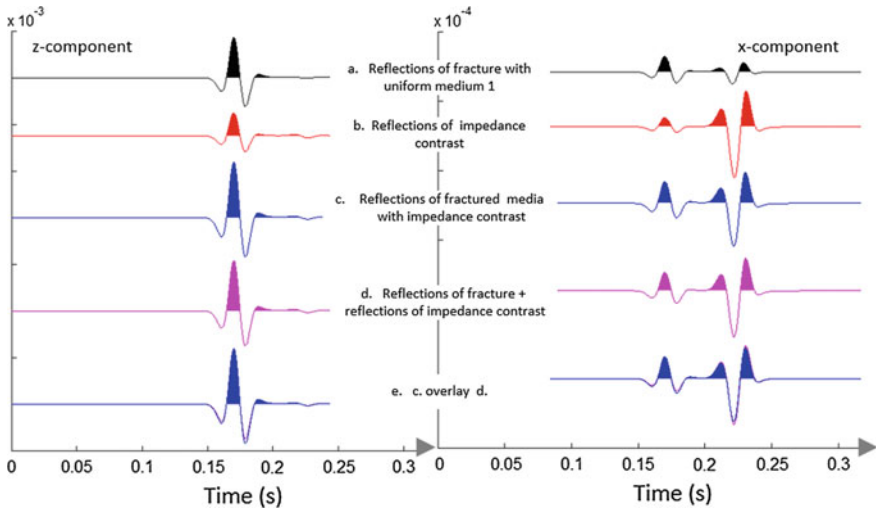 x 10⁻³
z-component
x 10⁻⁴
x-component
a. Reflections of fracture with
uniform medium 1
b. Reflections of impedance
contrast
c. Reflections of fractured media
with impedance contrast
d. Reflections of fracture +
reflections of impedance contrast
e. c. overlay d.
0 0.05 0.1 0.15 0.2 0.25 0.3
Time (s)
0 0.05 0.1 0.15 0.2 0.25 0.3
Time (s)